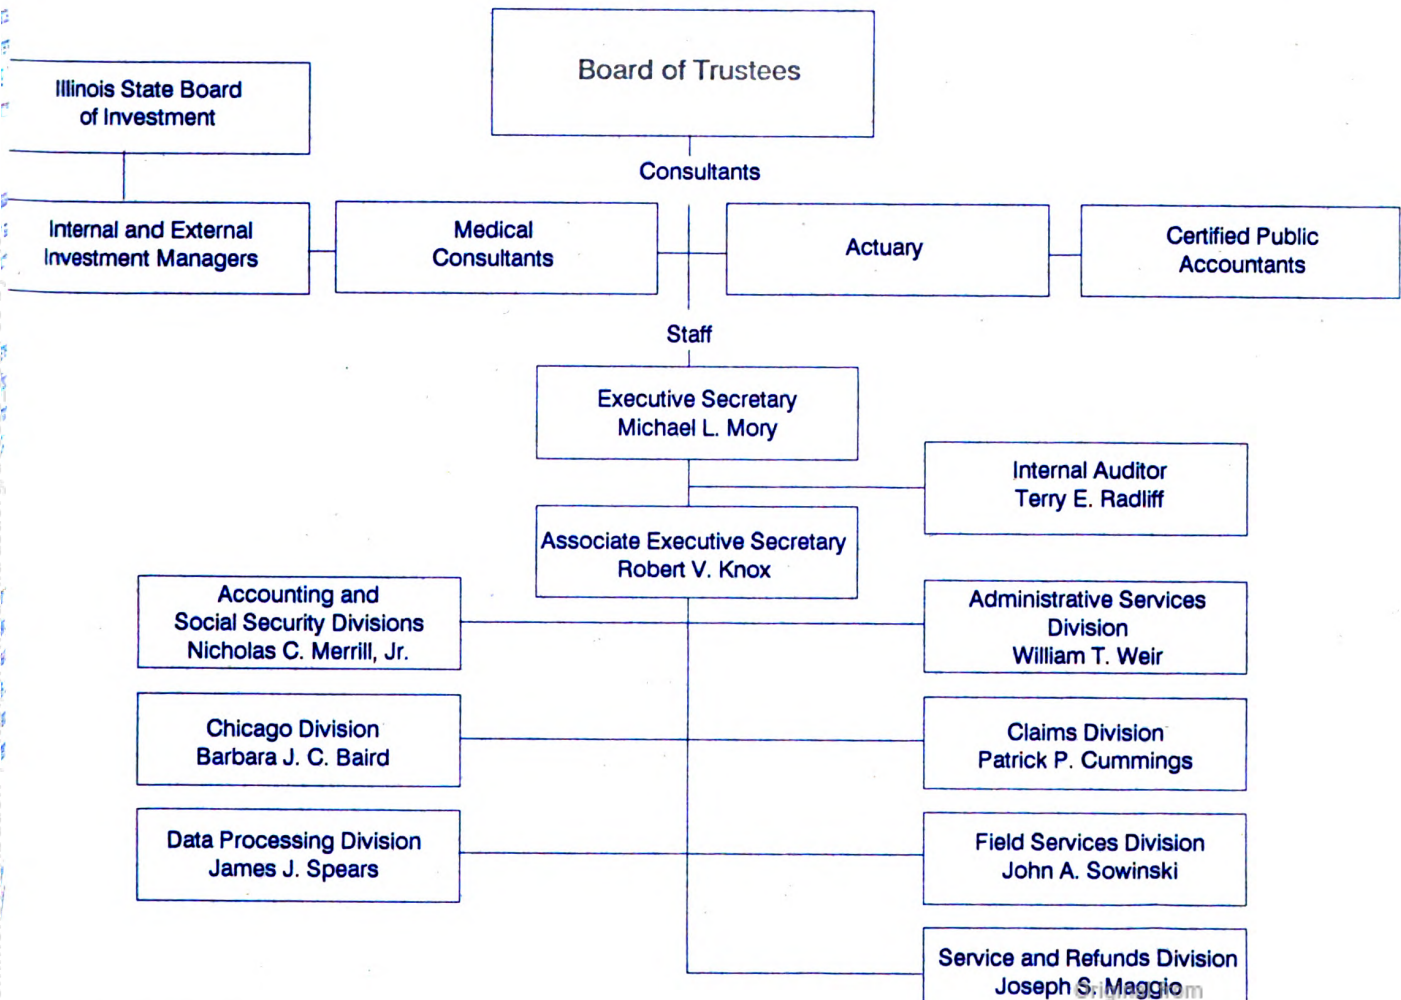 Board of Trustees
Illinois State Board
of Investment
Consultants
Internal and External
Investment Managers
Medical
Consultants
Actuary
Certified Public
Accountants
Staff
Executive Secretary
Michael L. Mory
Internal Auditor
Terry E. Radliff
Associate Executive Secretary
Robert V. Knox
Accounting and
Social Security Divisions
Nicholas C. Merrill, Jr.
Administrative Services
Division
William T. Weir
Chicago Division
Barbara J. C. Baird
Claims Division
Patrick P. Cummings
Data Processing Division
James J. Spears
Field Services Division
John A. Sowinski
Service and Refunds Division
Joseph S. Maggio
Original from